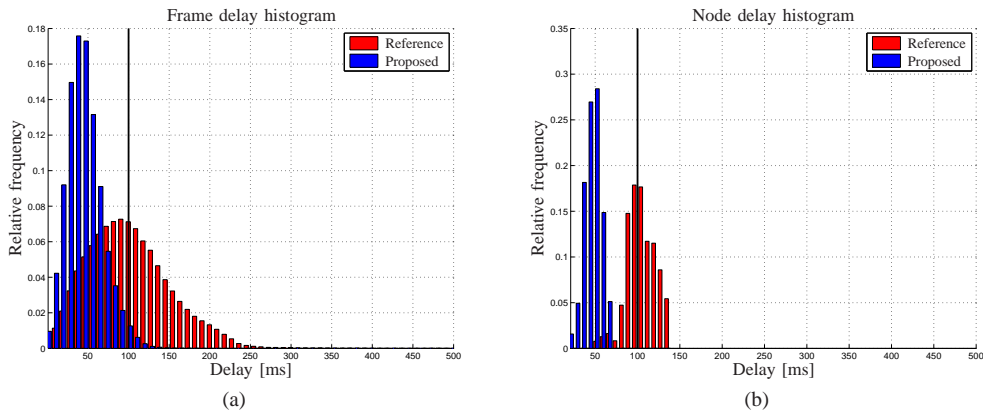 Frame delay histogram
0.18
0.16
0.14
0.12
0.1
0.08
0.06
0.04
0.02
0
Relative frequency
Reference
Proposed
50 100 150 200 250 300 350 400 450 500
Delay [ms]
(a)
Node delay histogram
0.35
0.3
0.25
0.2
0.15
0.1
0.05
0
Relative frequency
Reference
Proposed
50 100 150 200 250 300 350 400 450 500
Delay [ms]
(b)